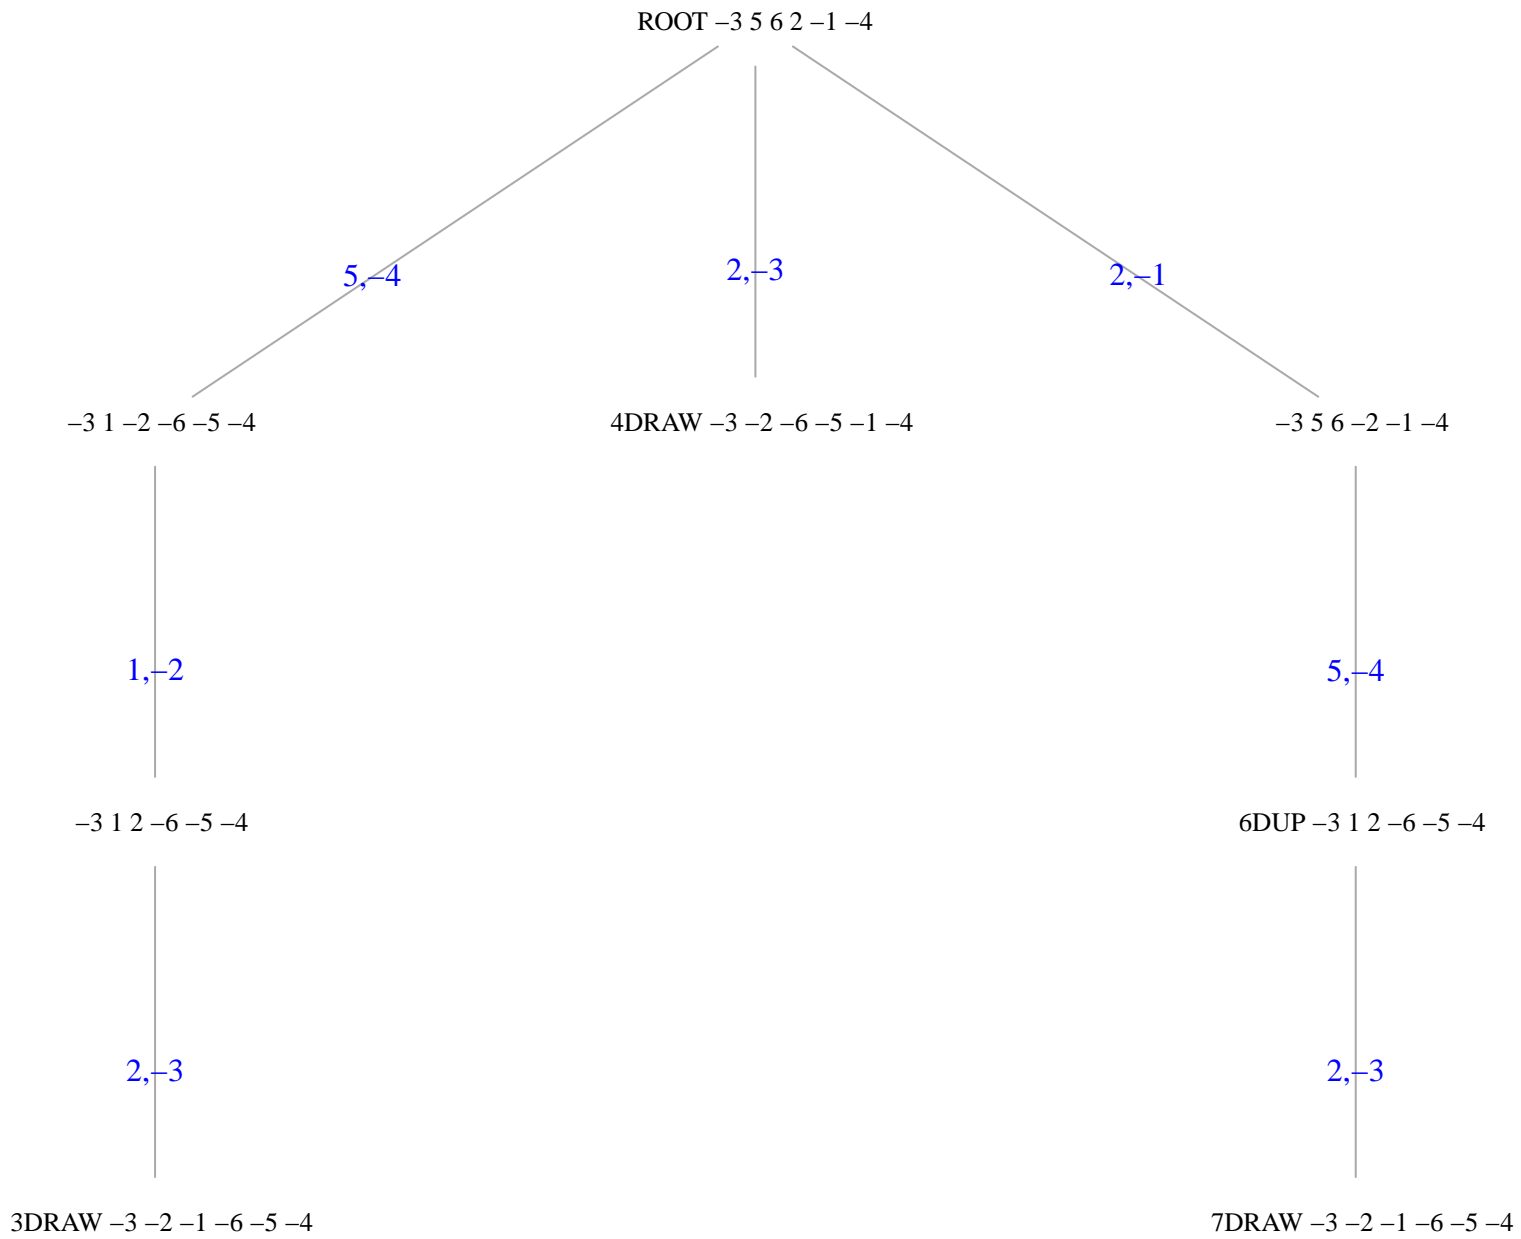 ROOT –3 5 6 2 –1 –4
5,–4
2,–3
2,–1
–3 1 –2 –6 –5 –4
4DRAW –3 –2 –6 –5 –1 –4
–3 5 6 –2 –1 –4
1,–2
5,–4
–3 1 2 –6 –5 –4
6DUP –3 1 2 –6 –5 –4
2,–3
2,–3
3DRAW –3 –2 –1 –6 –5 –4
7DRAW –3 –2 –1 –6 –5 –4